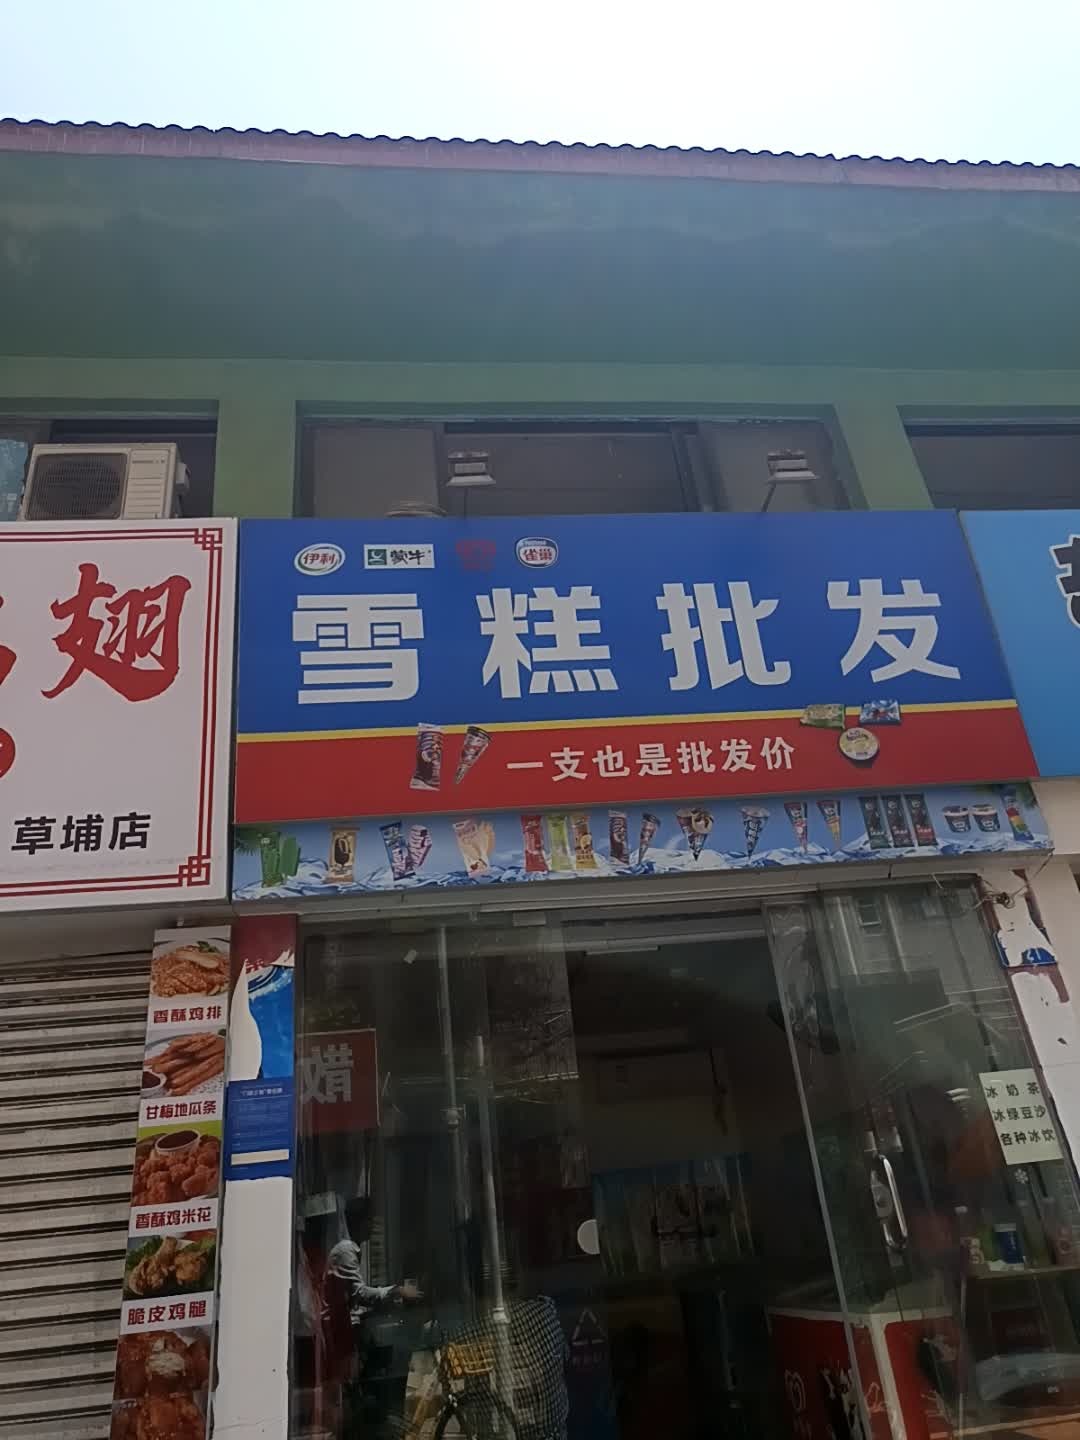 伊利
蒙牛
雀巢
雪糕批发
一支也是批发价
翅
草埔店
香酥鸡排
甘梅地瓜条
香酥鸡米花
脆皮鸡腿
散
冰奶茶
冰绿豆沙
各种冰饮